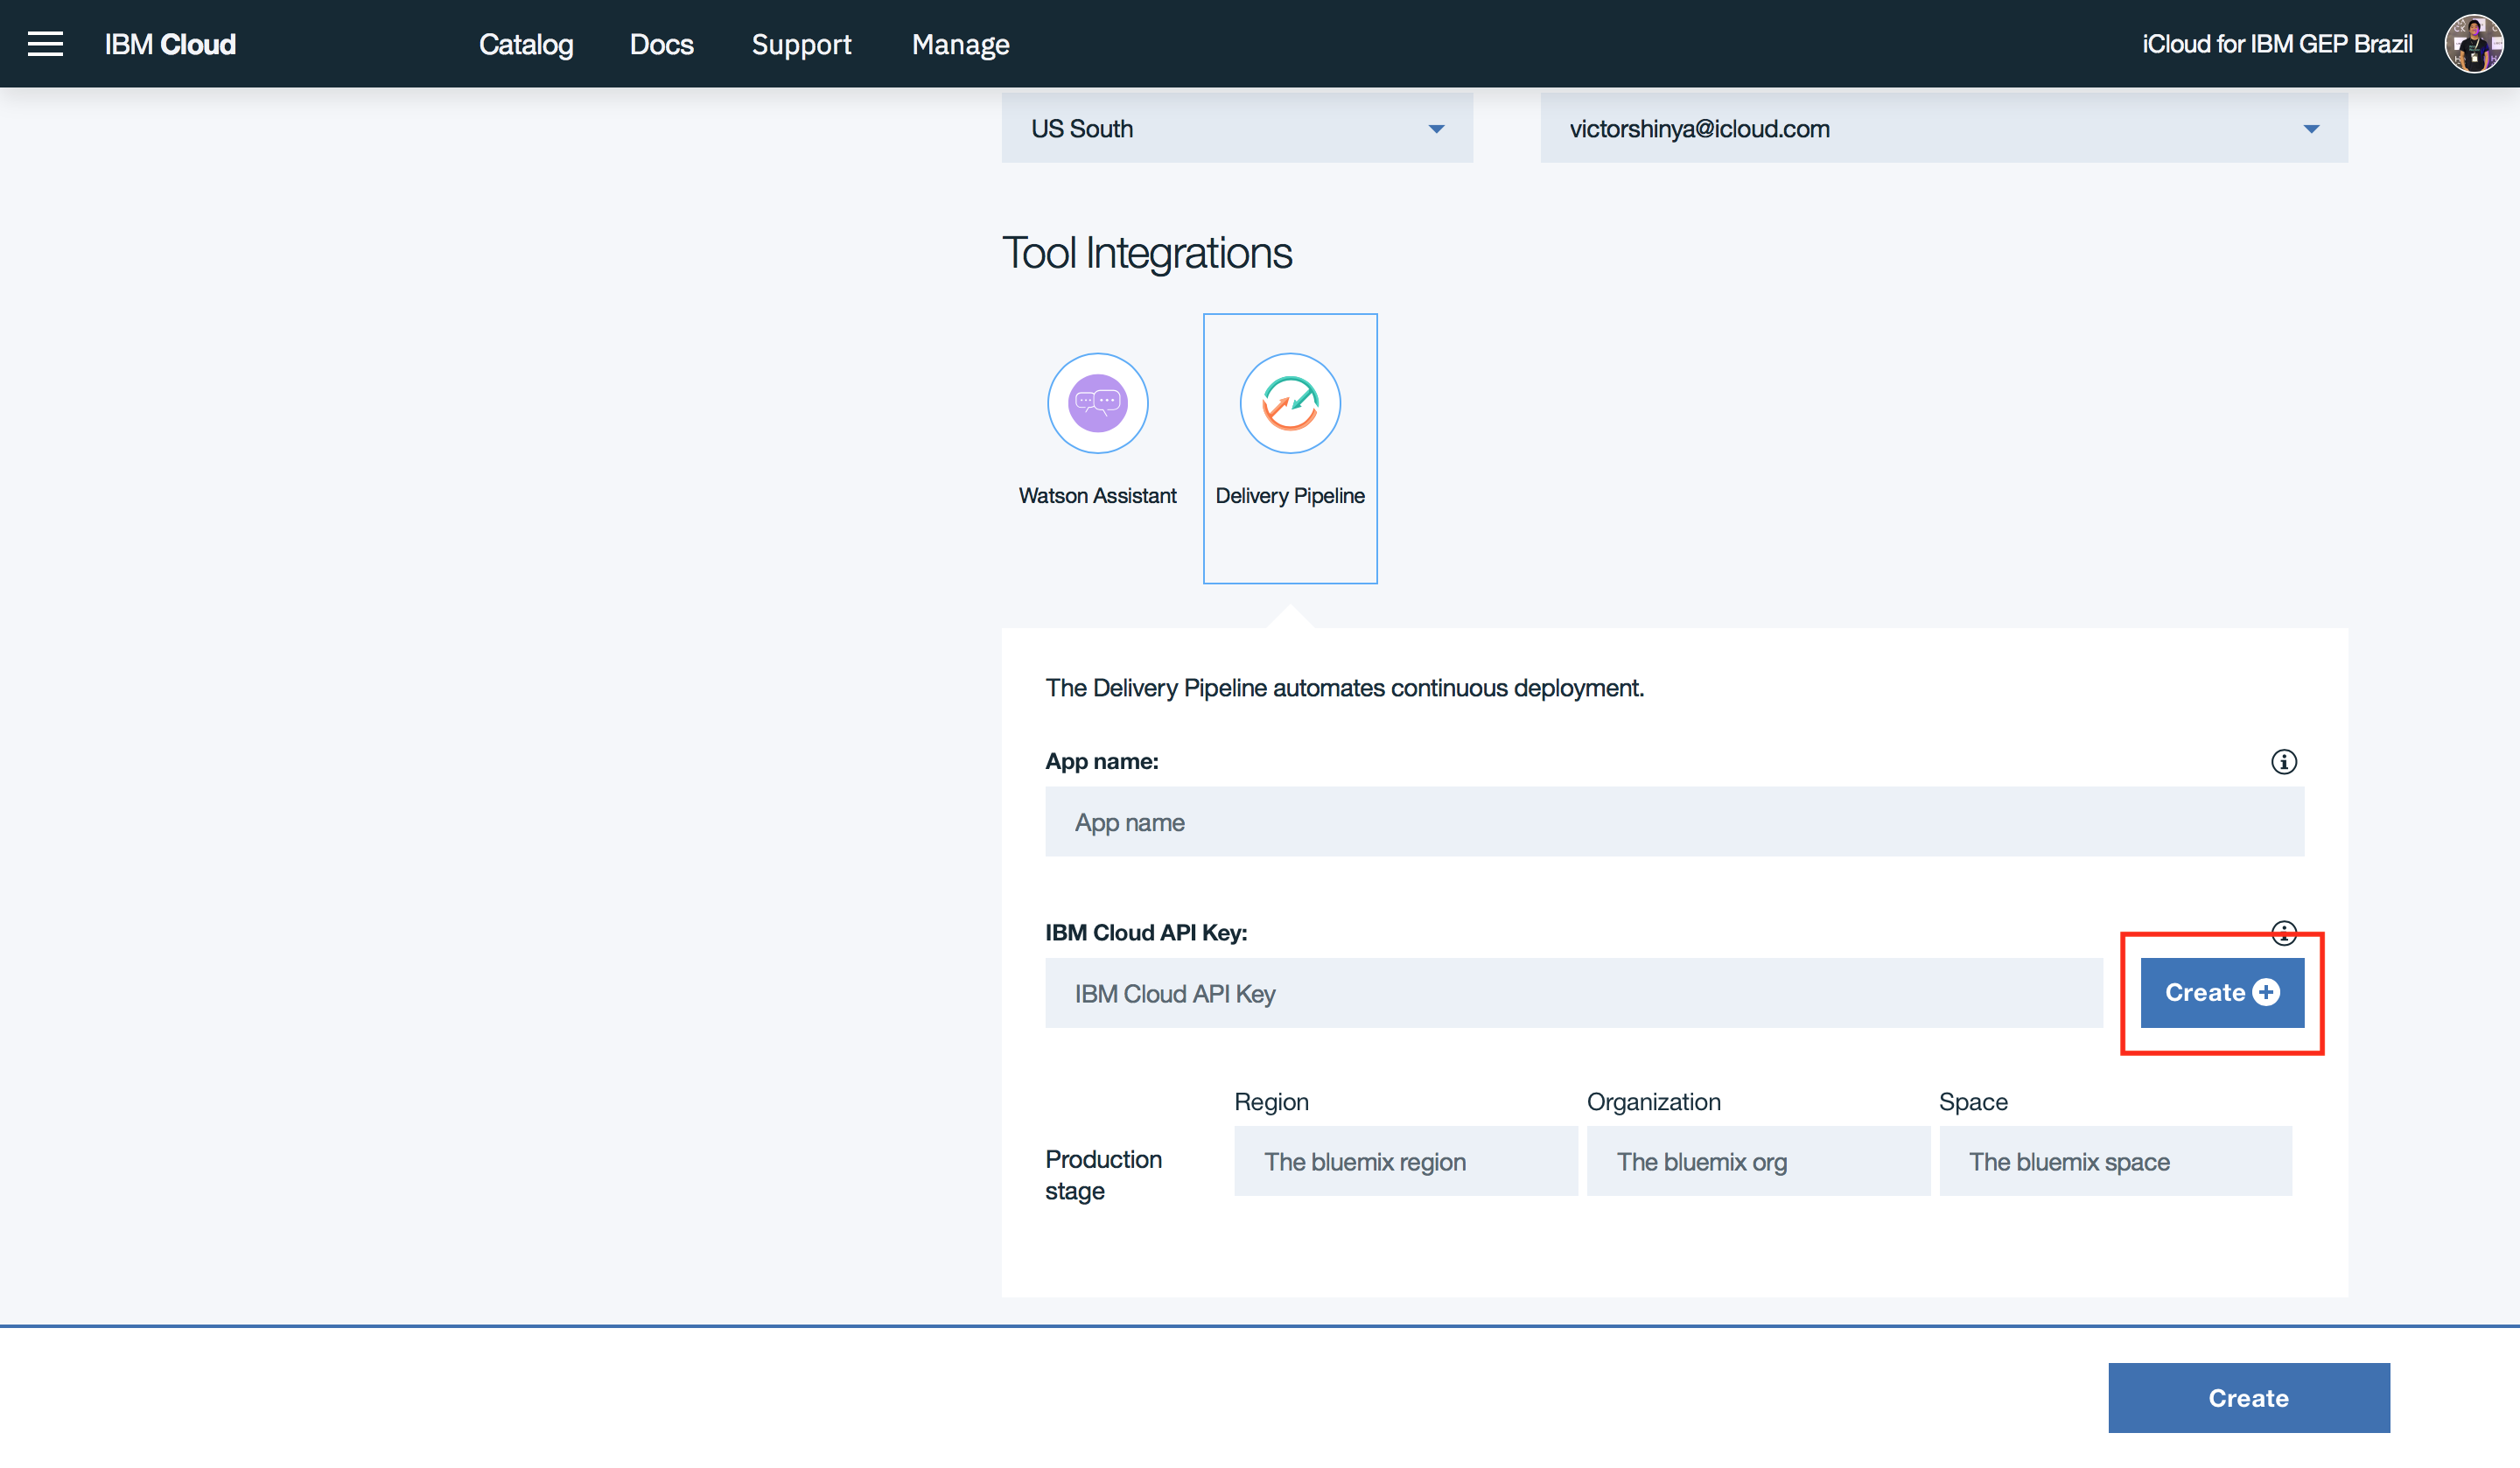 IBM Cloud
Catalog
Docs
Support
Manage
iCloud for IBM GEP Brazil
US South
victorshinya@icloud.com
Tool Integrations
Watson Assistant
Delivery Pipeline
The Delivery Pipeline automates continuous deployment.
App name:
App name
IBM Cloud API Key:
IBM Cloud API Key
Create
Region
Organization
Space
Production
stage
The bluemix region
The bluemix org
The bluemix space
Create